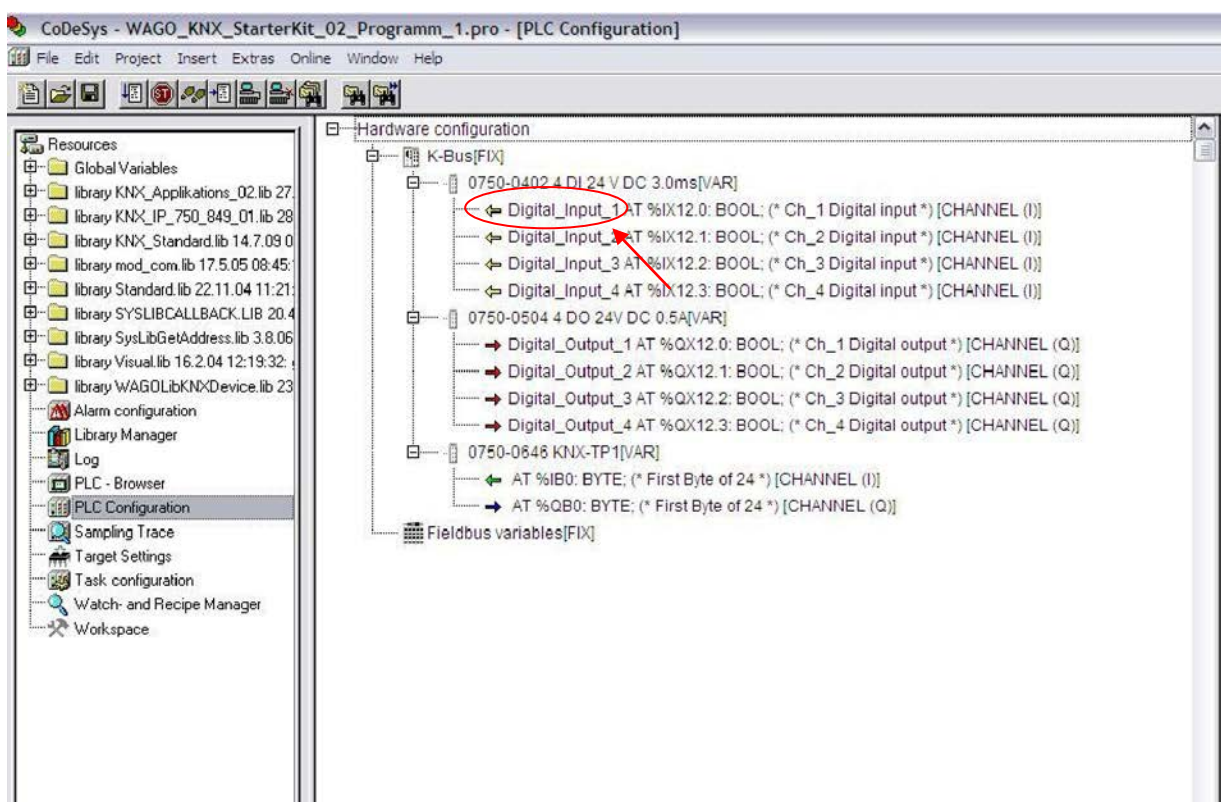 CoDeSys - WAGO_KNX_StarterKit_02_Programm_1.pro - [PLC Configuration]
File Edit Project Insert Extras Online Window Help
Resources
Global Variables
library KNX_Applikations_02.lib 27.
library KNX_IP_750_849_01.lib 28
library KNX_Standard.lib 14.7.09 0
library mod_com.lib 17.5.05 08:45:
library Standard.lib 22.11.04 11:21:
library SYSLIBCALLBACK.LIB 20.4
library SysLibGetAddress.lib 3.8.06
library Visual.lib 16.2.04 12:19:32:
library WAGOLibKNXDevice.lib 23
Alarm configuration
Library Manager
Log
PLC - Browser
PLC Configuration
Sampling Trace
Target Settings
Task configuration
Watch- and Recipe Manager
Workspace
Hardware configuration
K-Bus[FIX]
0750-0402 4 DI 24 V DC 3.0ms[VAR]
Digital_Input_1 AT %IX12.0: BOOL; (* Ch_1 Digital input *) [CHANNEL (I)]
Digital_Input_2 AT %IX12.1: BOOL; (* Ch_2 Digital input *) [CHANNEL (I)]
Digital_Input_3 AT %IX12.2: BOOL; (* Ch_3 Digital input *) [CHANNEL (I)]
Digital_Input_4 AT %IX12.3: BOOL; (* Ch_4 Digital input *) [CHANNEL (I)]
0750-0504 4 DO 24V DC 0.5A[VAR]
Digital_Output_1 AT %QX12.0: BOOL; (* Ch_1 Digital output *) [CHANNEL (Q)]
Digital_Output_2 AT %QX12.1: BOOL; (* Ch_2 Digital output *) [CHANNEL (Q)]
Digital_Output_3 AT %QX12.2: BOOL; (* Ch_3 Digital output *) [CHANNEL (Q)]
Digital_Output_4 AT %QX12.3: BOOL; (* Ch_4 Digital output *) [CHANNEL (Q)]
0750-0646 KNX-TP1[VAR]
AT %IB0: BYTE; (* First Byte of 24 *) [CHANNEL (I)]
AT %QB0: BYTE; (* First Byte of 24 *) [CHANNEL (Q)]
Fieldbus variables[FIX]